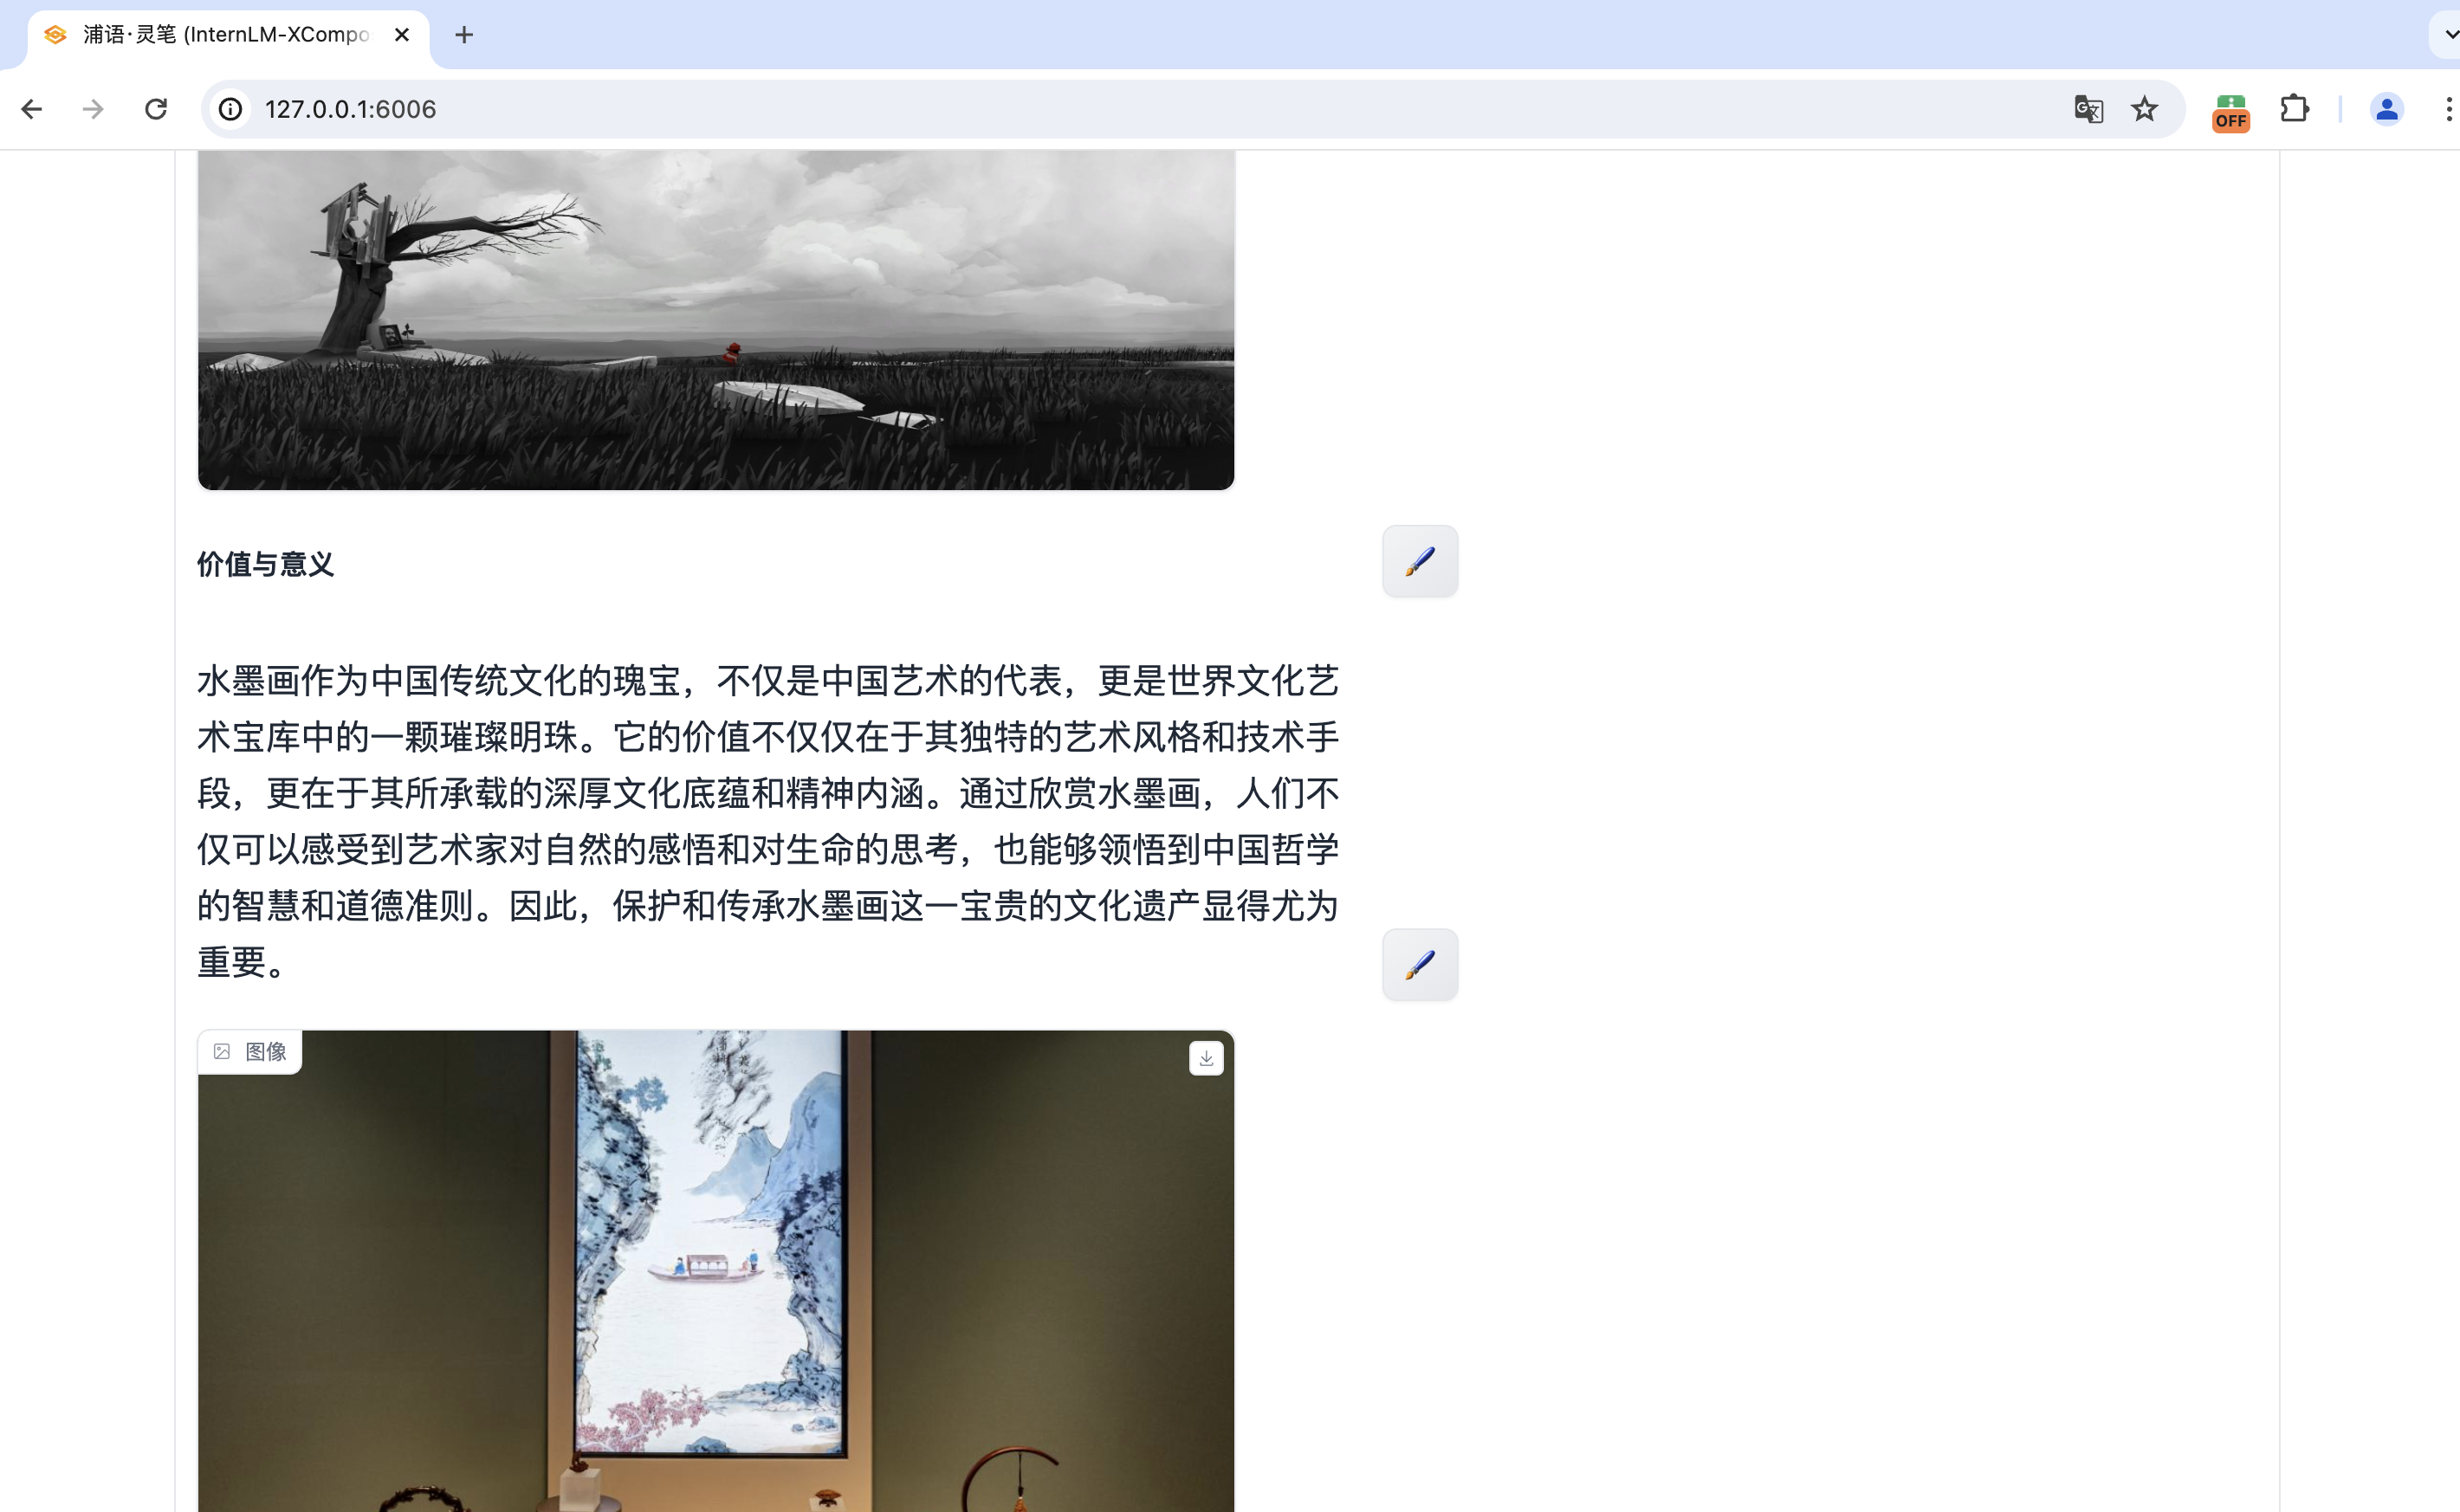 浦语·灵笔 (InternLM-XCompo
127.0.0.1:6006
OFF
价值与意义
水墨画作为中国传统文化的瑰宝，不仅是中国艺术的代表，更是世界文化艺
术宝库中的一颗璀璨明珠。它的价值不仅仅在于其独特的艺术风格和技术手
段，更在于其所承载的深厚文化底蕴和精神内涵。通过欣赏水墨画，人们不
仅可以感受到艺术家对自然的感悟和对生命的思考，也能够领悟到中国哲学
的智慧和道德准则。因此，保护和传承水墨画这一宝贵的文化遗产显得尤为
重要。
图像